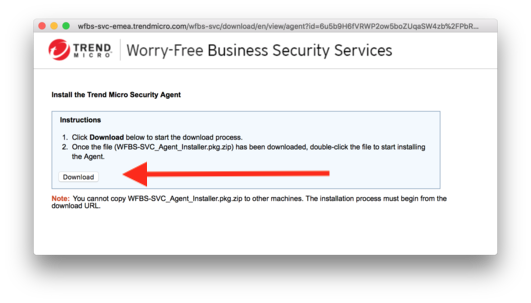 wfbs-svc-emea.trendmicro.com/wfbs-svc/download/en/view/agent?id=6u5b9H6fVRWP2ow5boZUqaSW4zb%2FPbR...
TREND MICRO Worry-Free Business Security Services
Install the Trend Micro Security Agent
Instructions
1. Click Download below to start the download process.
2. Once the file (WFBS-SVC_Agent_Installer.pkg.zip) has been downloaded, double-click the file to start installing
the Agent.
Download
Note: You cannot copy WFBS-SVC_Agent_Installer.pkg.zip to other machines. The installation process must begin from the
download URL.